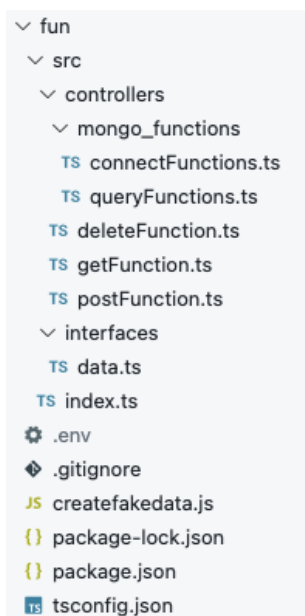 fun
src
controllers
mongo_functions
TS connectFunctions.ts
TS queryFunctions.ts
TS deleteFunction.ts
TS getFunction.ts
TS postFunction.ts
interfaces
TS data.ts
TS index.ts
.env
.gitignore
JS createfakedata.js
{} package-lock.json
{} package.json
TS tsconfig.json